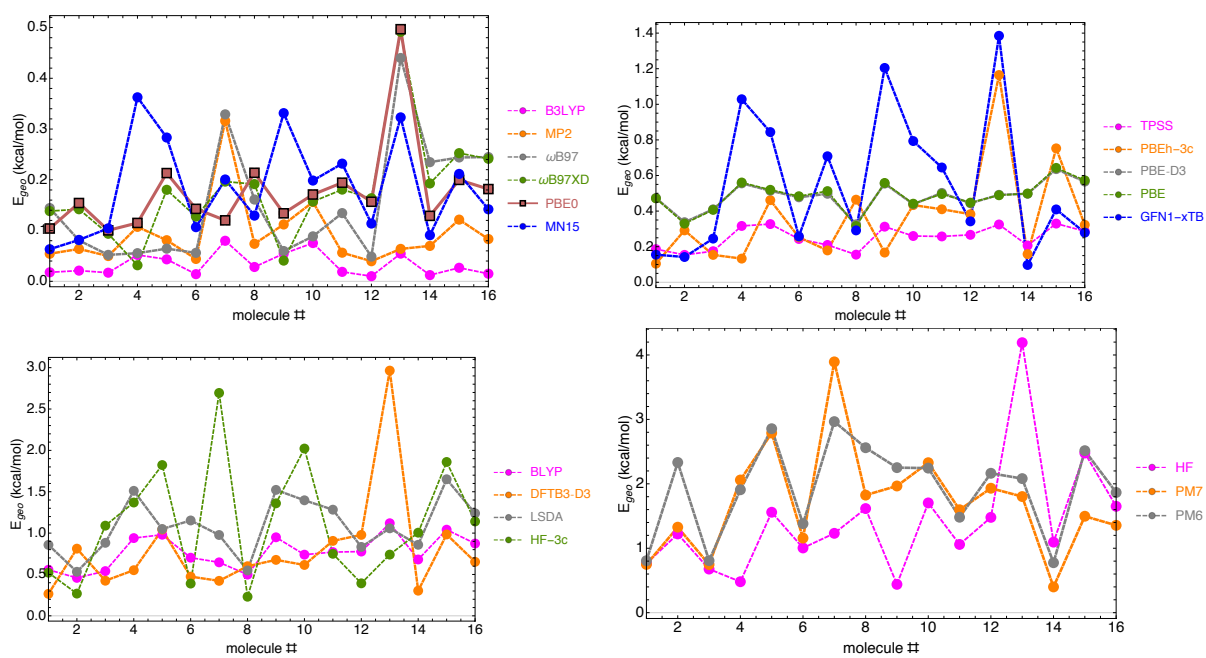 E_geo (kcal/mol)
0.5
0.4
0.3
0.2
0.1
0.0
2 4 6 8 10 12 14 16
molecule #
B3LYP
MP2
ωB97
ωB97XD
PBE0
MN15
E_geo (kcal/mol)
1.4
1.2
1.0
0.8
0.6
0.4
0.2
0.0
2 4 6 8 10 12 14 16
molecule #
TPSS
PBEh-3c
PBE-D3
PBE
GFN1-xTB
E_geo (kcal/mol)
3.0
2.5
2.0
1.5
1.0
0.5
0.0
2 4 6 8 10 12 14 16
molecule #
BLYP
DFTB3-D3
LSDA
HF-3c
E_geo (kcal/mol)
4
3
2
1
0
2 4 6 8 10 12 14 16
molecule #
HF
PM7
PM6